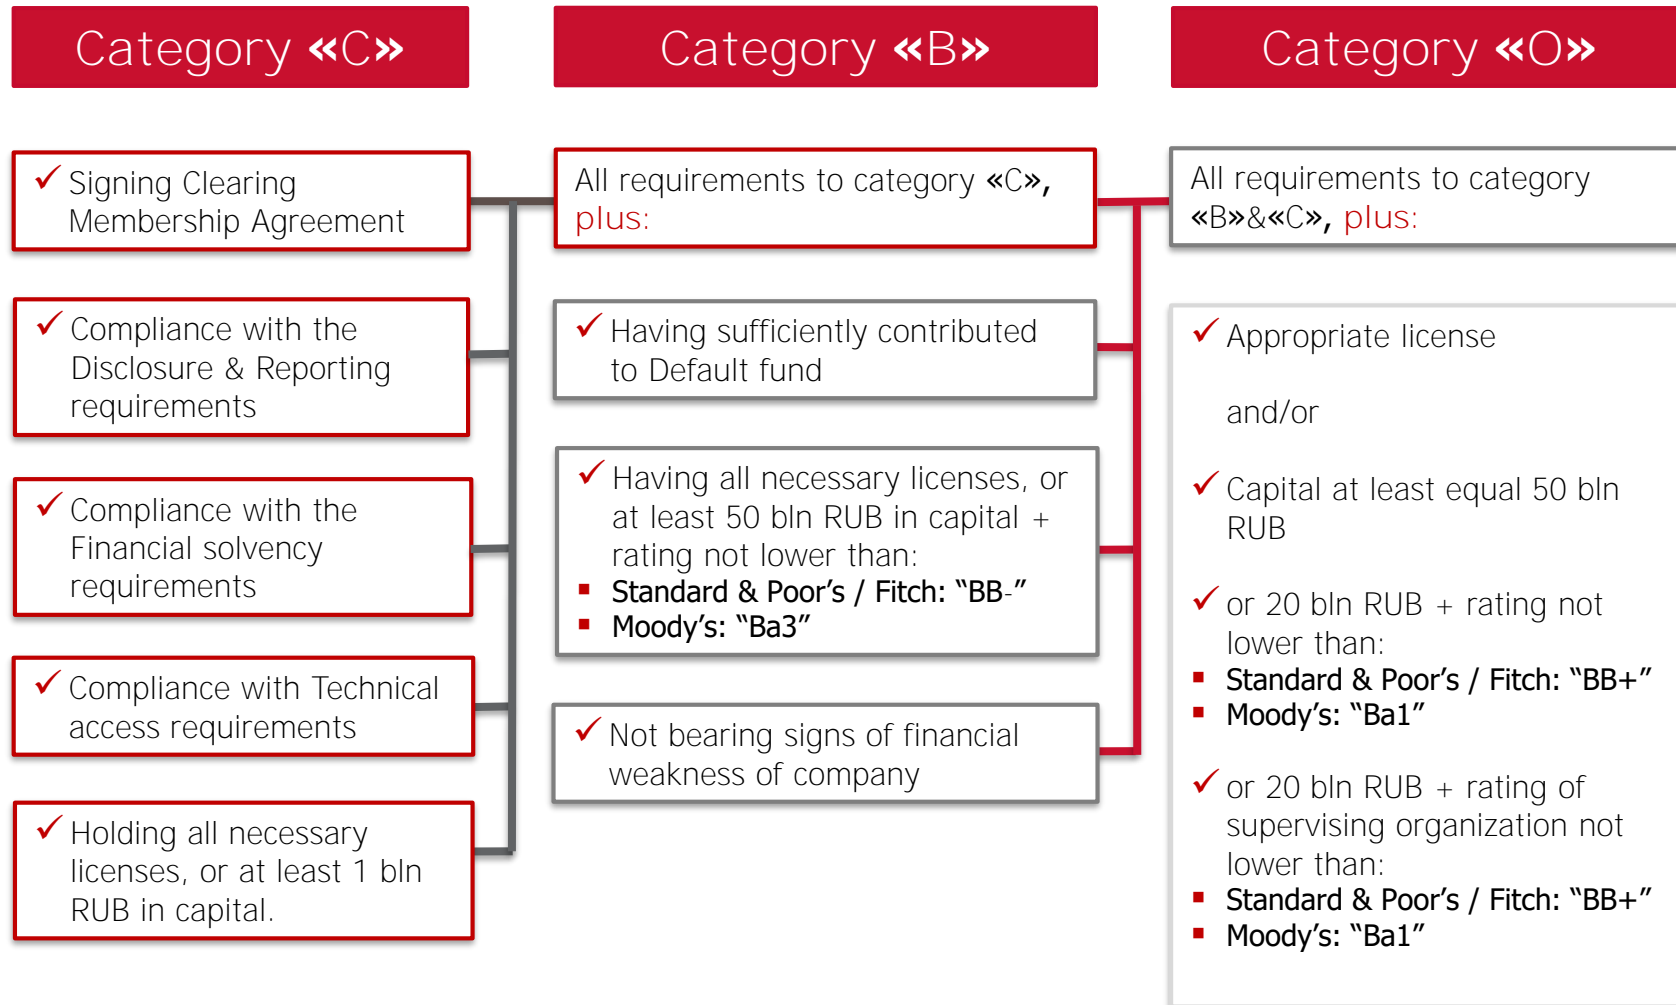 Category «C»
Signing Clearing
Membership Agreement
Compliance with the
Disclosure & Reporting
requirements
Compliance with the
Financial solvency
requirements
Compliance with Technical
access requirements
Holding all necessary
licenses, or at least 1 bln
RUB in capital.
Category «B»
All requirements to category «C»,
plus:
Having sufficiently contributed
to Default fund
Having all necessary licenses, or
at least 50 bln RUB in capital +
rating not lower than:
Standard & Poor’s / Fitch: “BB-”
Moody’s: “Ba3”
Not bearing signs of financial
weakness of company
Category «O»
All requirements to category
«B»&«C», plus:
Appropriate license
and/or
Capital at least equal 50 bln
RUB
or 20 bln RUB + rating not
lower than:
Standard & Poor’s / Fitch: “BB+”
Moody’s: “Ba1”
or 20 bln RUB + rating of
supervising organization not
lower than:
Standard & Poor’s / Fitch: “BB+”
Moody’s: “Ba1”